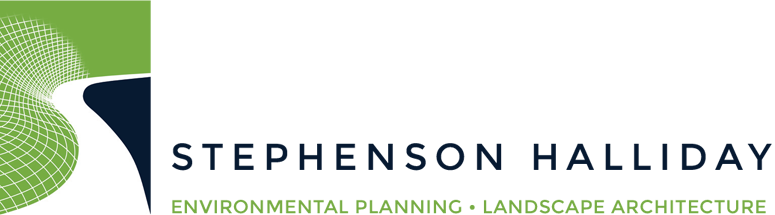 STEPHENSON HALLIDAY
ENVIRONMENTAL PLANNING • LANDSCAPE ARCHITECTURE